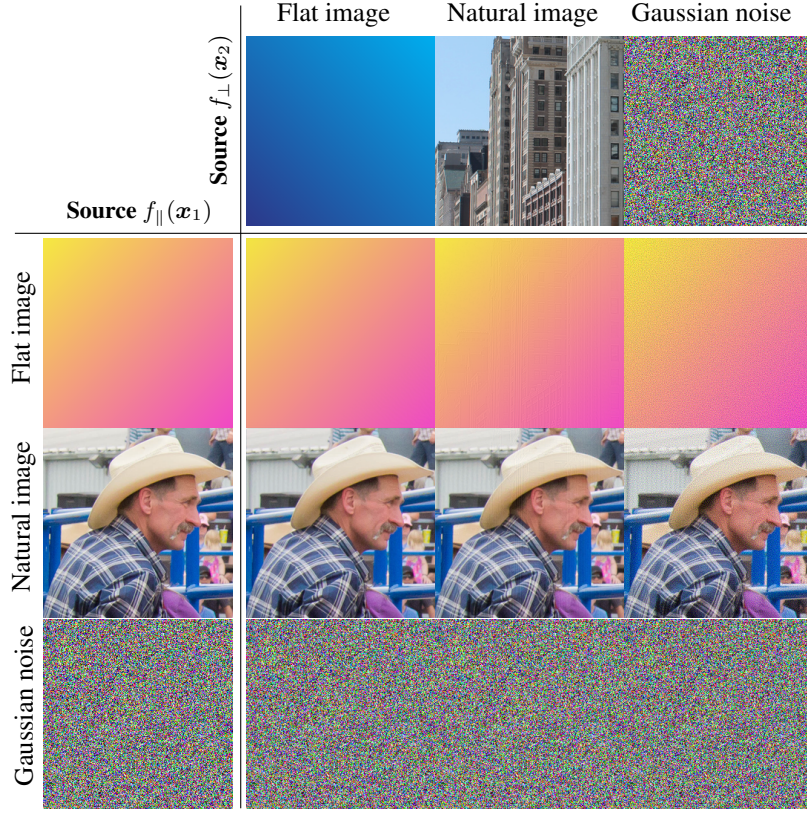 Flat image Natural image Gaussian noise
Source f⊥(x₂)
Source f∥(x₁)
Flat image
Natural image
Gaussian noise